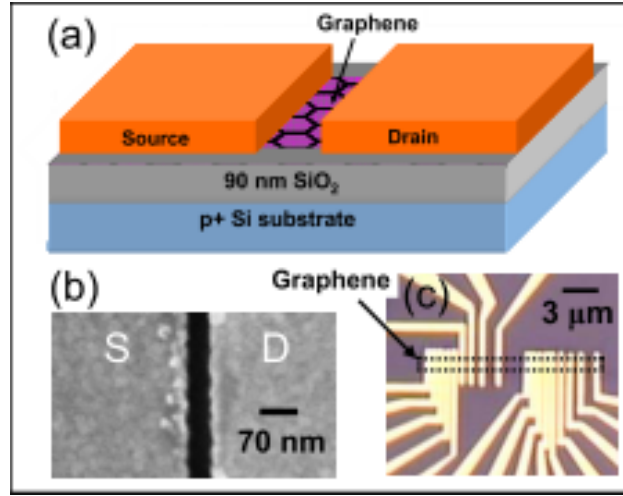 (a)
Graphene
Source
Drain
90 nm SiO₂
p+ Si substrate
Graphene
(b)
S
D
70 nm
(c)
3 μm